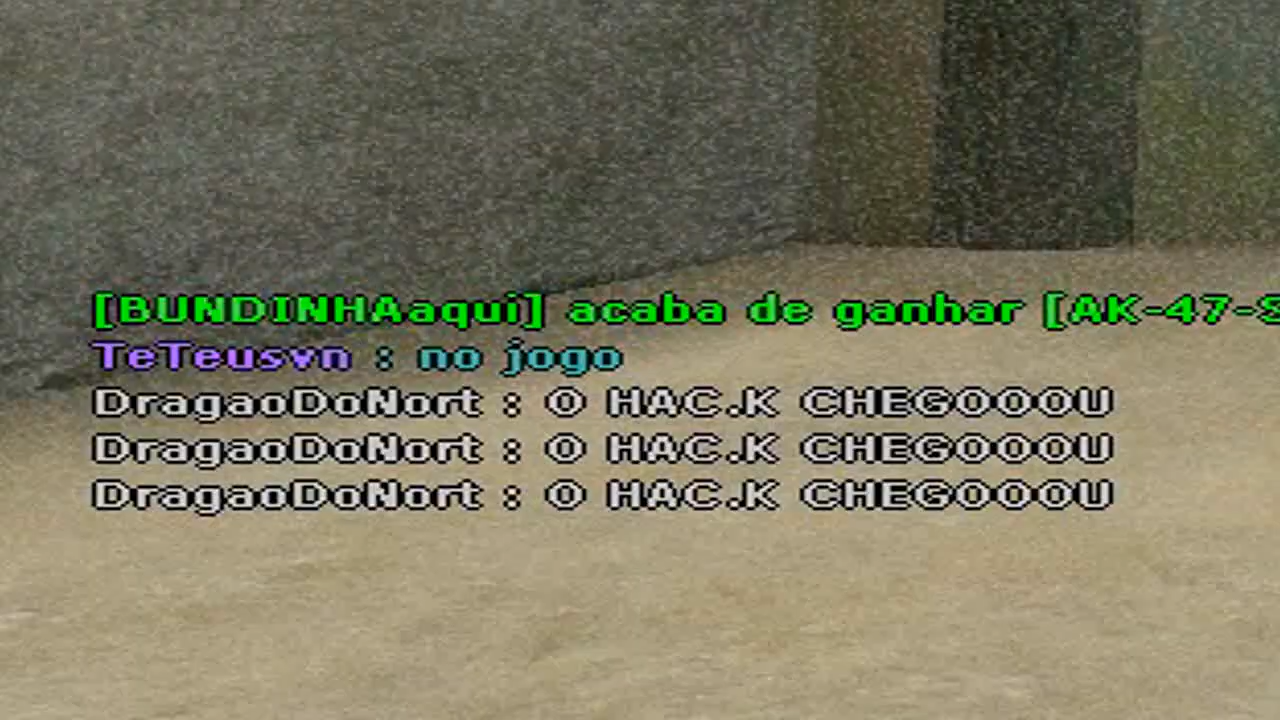 [BUNDINHAaqui] acaba de ganhar [AK-47-S
TeTeusvn : no jogo
DragaoDoNort : O HAC.K CHEGOOOU
DragaoDoNort : O HAC.K CHEGOOOU
DragaoDoNort : O HAC.K CHEGOOOU